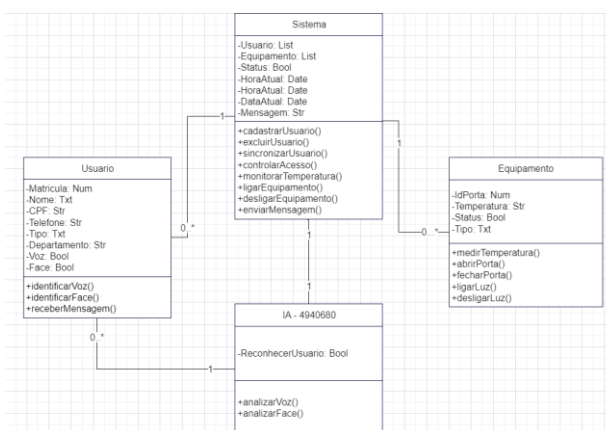 Sistema
-Usuario: List
-Equipamento: List
-Status: Bool
-HoraAtual: Date
-HoraAtual: Date
-DataAtual: Date
-Mensagem: Str
+cadastrarUsuario()
+excluirUsuario()
+sincronizarUsuario()
+controlarAcesso()
+monitorarTemperatura()
+ligarEquipamento()
+desligarEquipamento()
+enviarMensagem()
1
1
1
Usuario
-Matricula: Num
-Nome: Txt
-CPF: Str
-Telefone: Str
-Tipo: Txt
-Departamento: Str
-Voz: Bool
-Face: Bool
+identificarVoz()
+identificarFace()
+receberMensagem()
0..*
0..*
Equipamento
-IdPorta: Num
-Temperatura: Str
-Status: Bool
-Tipo: Txt
+medirTemperatura()
+abrirPorta()
+fecharPorta()
+ligarLuz()
+desligarLuz()
0..*
1
IA - 4940680
-ReconhecerUsuario: Bool
+analizarVoz()
+analizarFace()
1